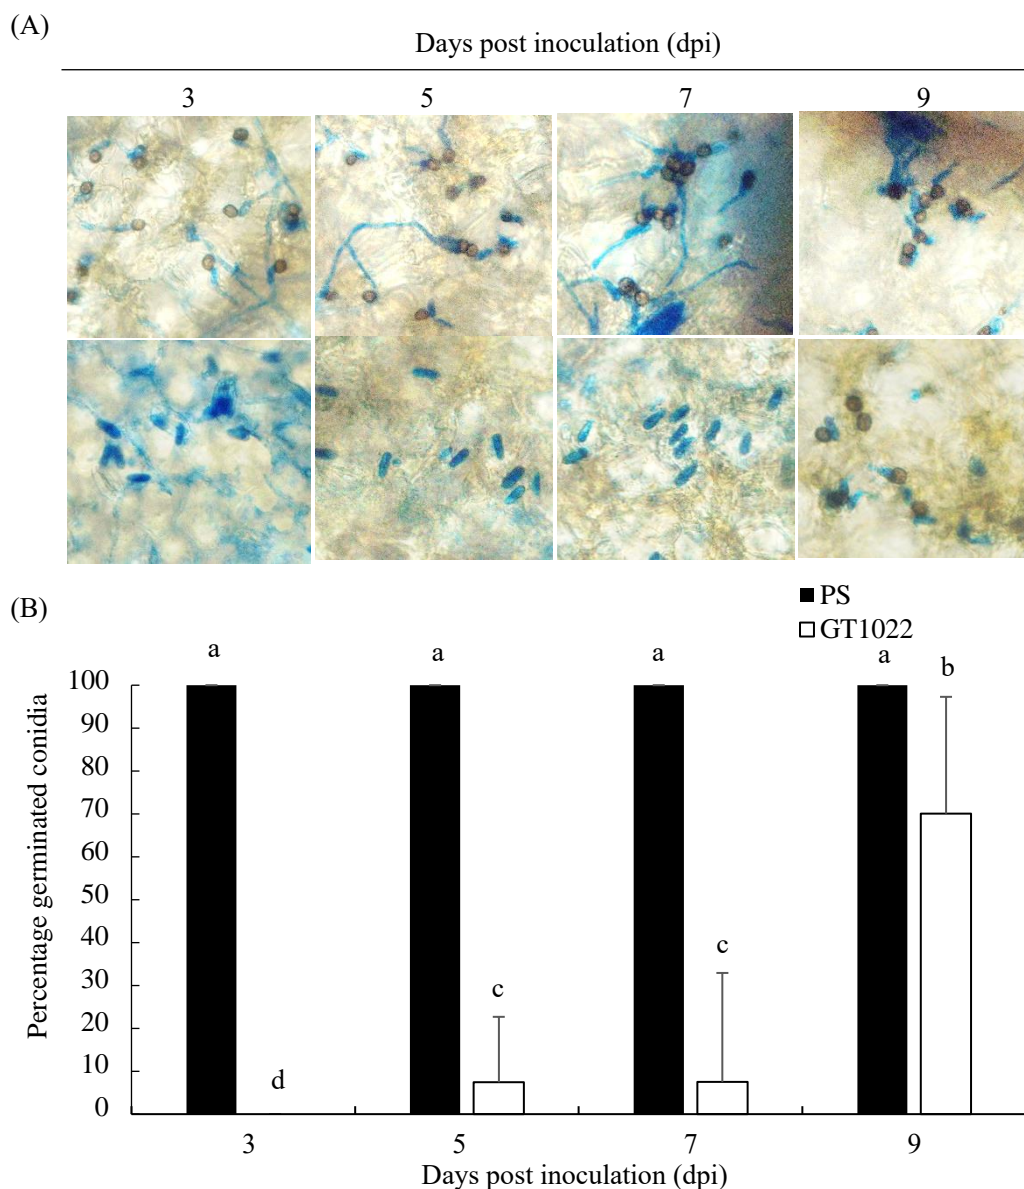 (A)
Days post inoculation (dpi)
3 5 7 9
(B)
PS
GT1022
a a a a b
100
90
80
70
60
50
40
30
20
10
0
c
c
d
Percentage germinated conidia
3 5 7 9
Days post inoculation (dpi)